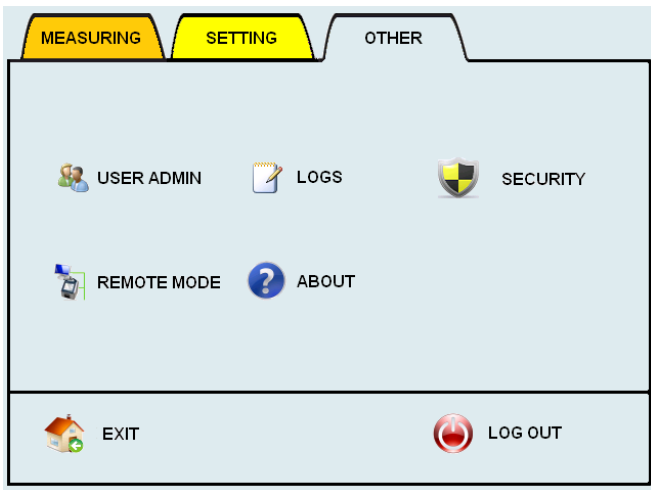 MEASURING
SETTING
OTHER
USER ADMIN
LOGS
SECURITY
REMOTE MODE
ABOUT
EXIT
LOG OUT